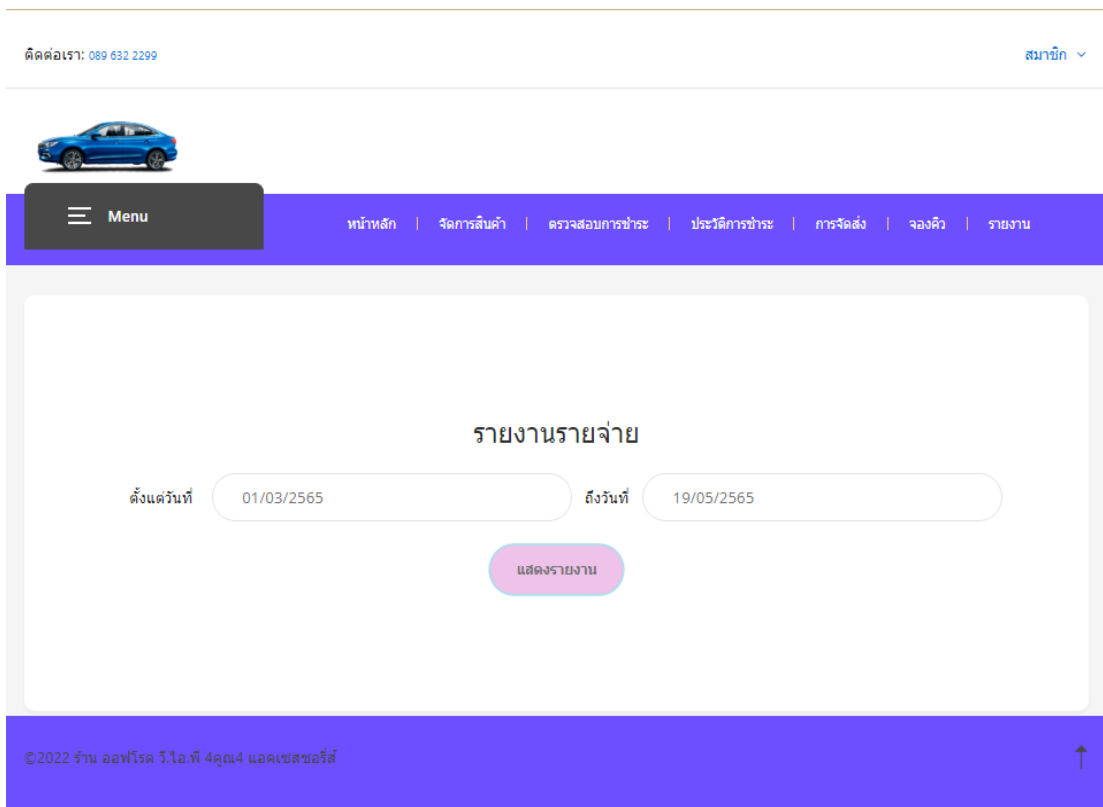 ติดต่อเรา: 089 632 2299 สมาชิก
Menu
หน้าหลัก | จัดการสินค้า | ตรวจสอบการชำระ | ประวัติการชำระ | การจัดส่ง | จองคิว | รายงาน
รายงานรายจ่าย
ตั้งแต่วันที่ 01/03/2565 ถึงวันที่ 19/05/2565
แสดงรายงาน
©2022 ร้าน ออฟโรด วี.ไอ.พี 4คูณ4 แอคเซสซอรี่ส์